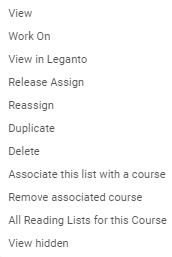 View
Work On
View in Leganto
Release Assign
Reassign
Duplicate
Delete
Associate this list with a course
Remove associated course
All Reading Lists for this Course
View hidden